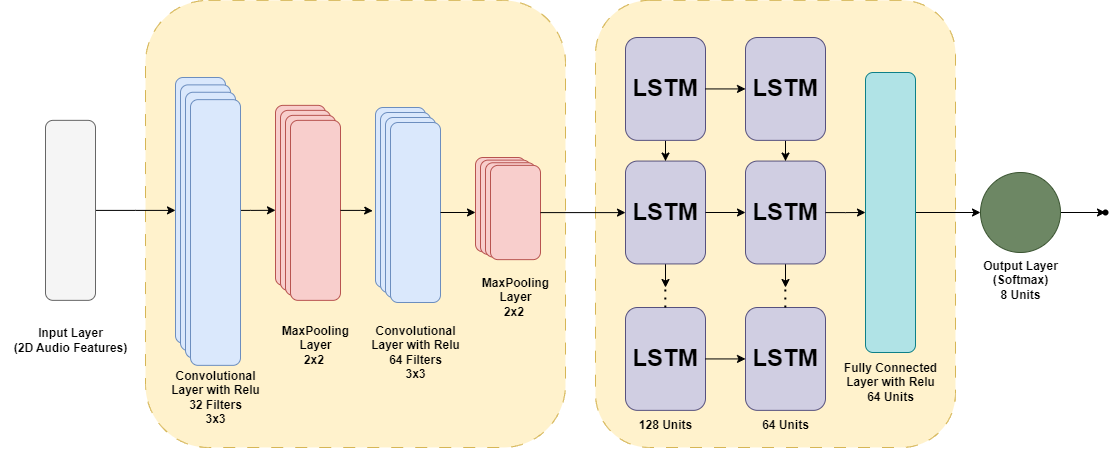 Input Layer
(2D Audio Features)
Convolutional
Layer with Relu
32 Filters
3x3
MaxPooling
Layer
2x2
Convolutional
Layer with Relu
64 Filters
3x3
MaxPooling
Layer
2x2
LSTM
LSTM
LSTM
LSTM
LSTM
LSTM
128 Units
64 Units
Fully Connected
Layer with Relu
64 Units
Output Layer
(Softmax)
8 Units